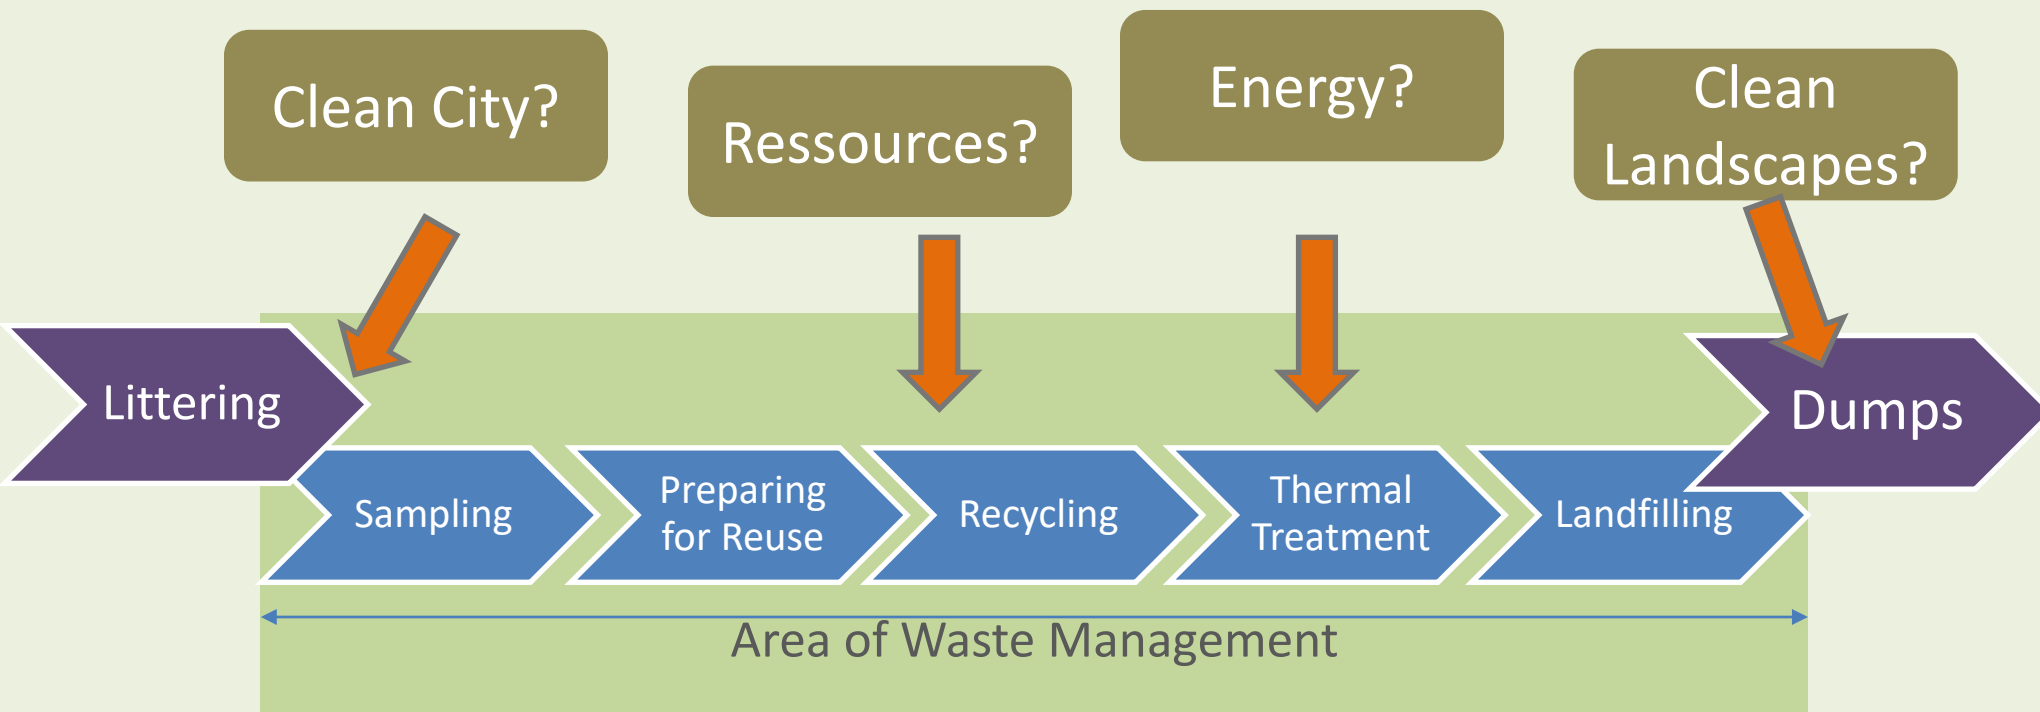 Clean City?
Ressources?
Energy?
Clean
Landscapes?
Littering
Dumps
Sampling
Preparing
for Reuse
Recycling
Thermal
Treatment
Landfilling
Area of Waste Management